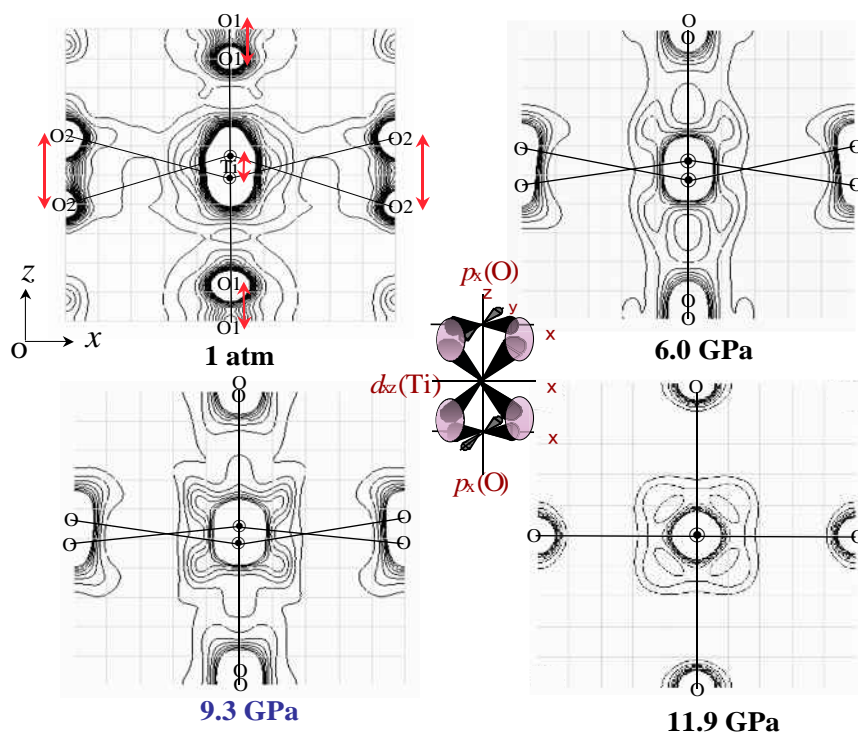 O1
O1
O2
O2
Ti
O2
O2
O1
O1
z
O
x
1 atm
O
O
O
O
O
O
O
O
6.0 GPa
px(O)
z
y
x
dxz(Ti)
x
x
px(O)
O
O
O
O
O
O
O
O
9.3 GPa
O
O
O
O
11.9 GPa